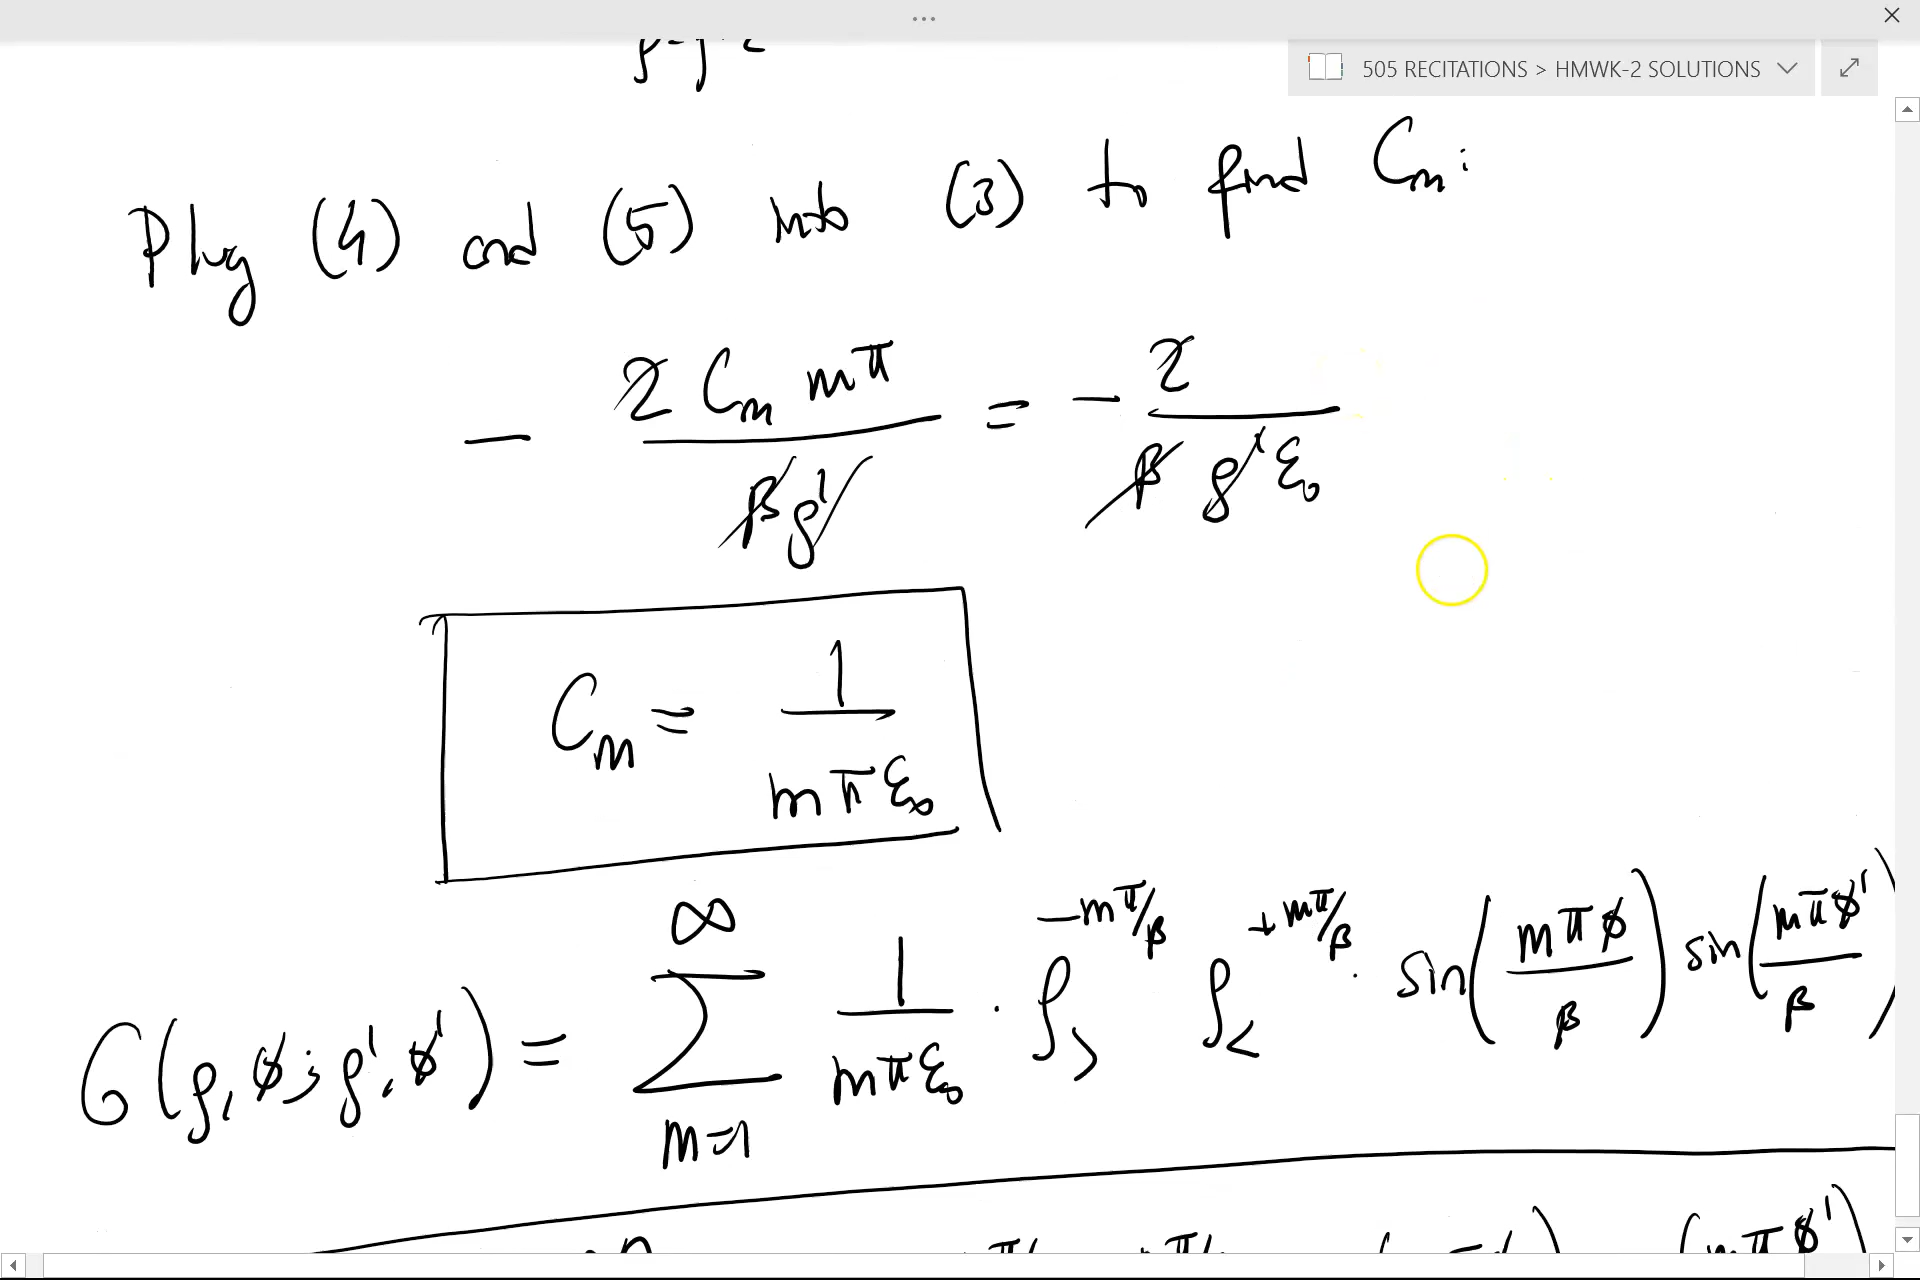 505 RECITATIONS > HMWK-2 SOLUTIONS
Plug (4) and (5) into (3) to find Cm:
- 2 Cm mπ / β ρ' = - 2 / β ρ' ε₀
Cm = 1 / mπε₀
G(ρ, φ; ρ', φ') = ∑_{m=1}^{∞} 1/(mπε₀) · ρ_>^{-mπ/β} ρ_<^{+mπ/β} · sin(mπφ/β) sin(mπφ'/β)